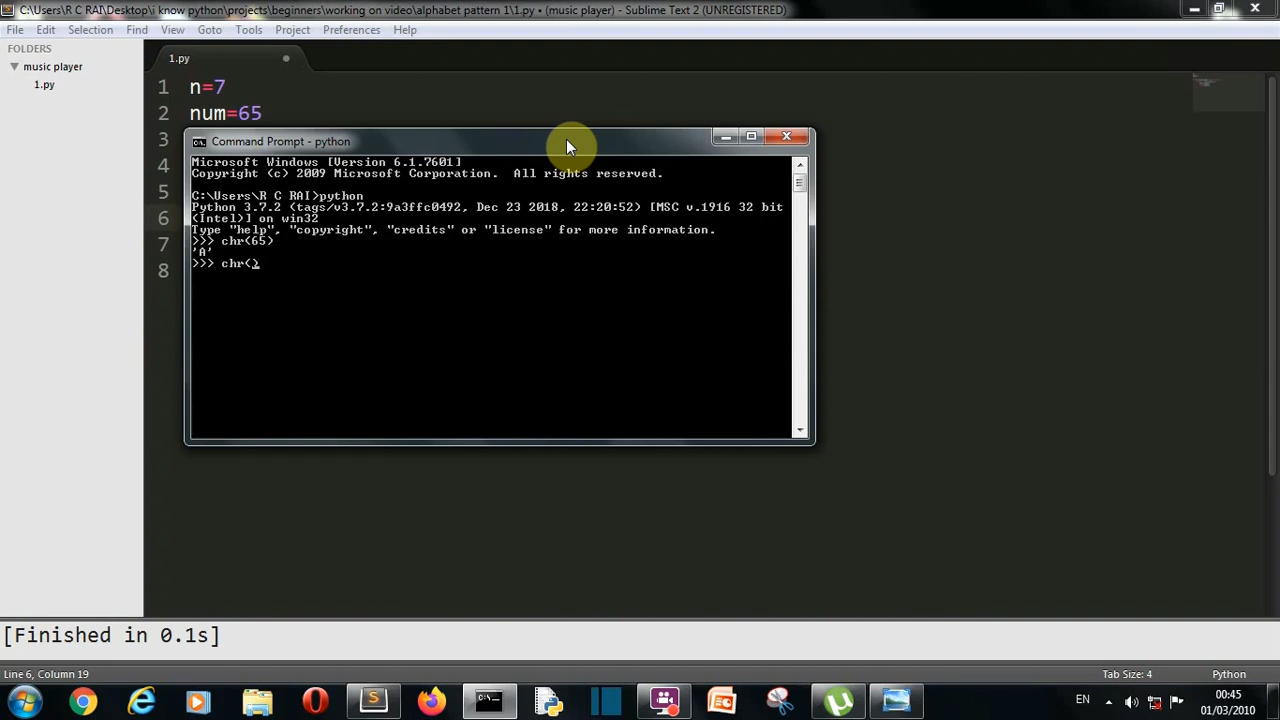 C:\Users\R C RAI\Desktop\i know python\projects\beginners\working on video\alphabet pattern 1\1.py • (music player) - Sublime Text 2 (UNREGISTERED)
File Edit Selection Find View Goto Tools Project Preferences Help
FOLDERS
music player
1.py
1.py
1 n=7
2 num=65
3
4
5
6
7
8
Command Prompt - python
Microsoft Windows [Version 6.1.7601]
Copyright (c) 2009 Microsoft Corporation.  All rights reserved.
C:\Users\R C RAI>python
Python 3.7.2 (tags/v3.7.2:9a3ffc0492, Dec 23 2018, 22:20:52) [MSC v.1916 32 bit
(Intel)] on win32
Type "help", "copyright", "credits" or "license" for more information.
>>> chr(65)
'A'
>>> chr()
[Finished in 0.1s]
Line 6, Column 19
Tab Size: 4
Python
EN
00:45
01/03/2010